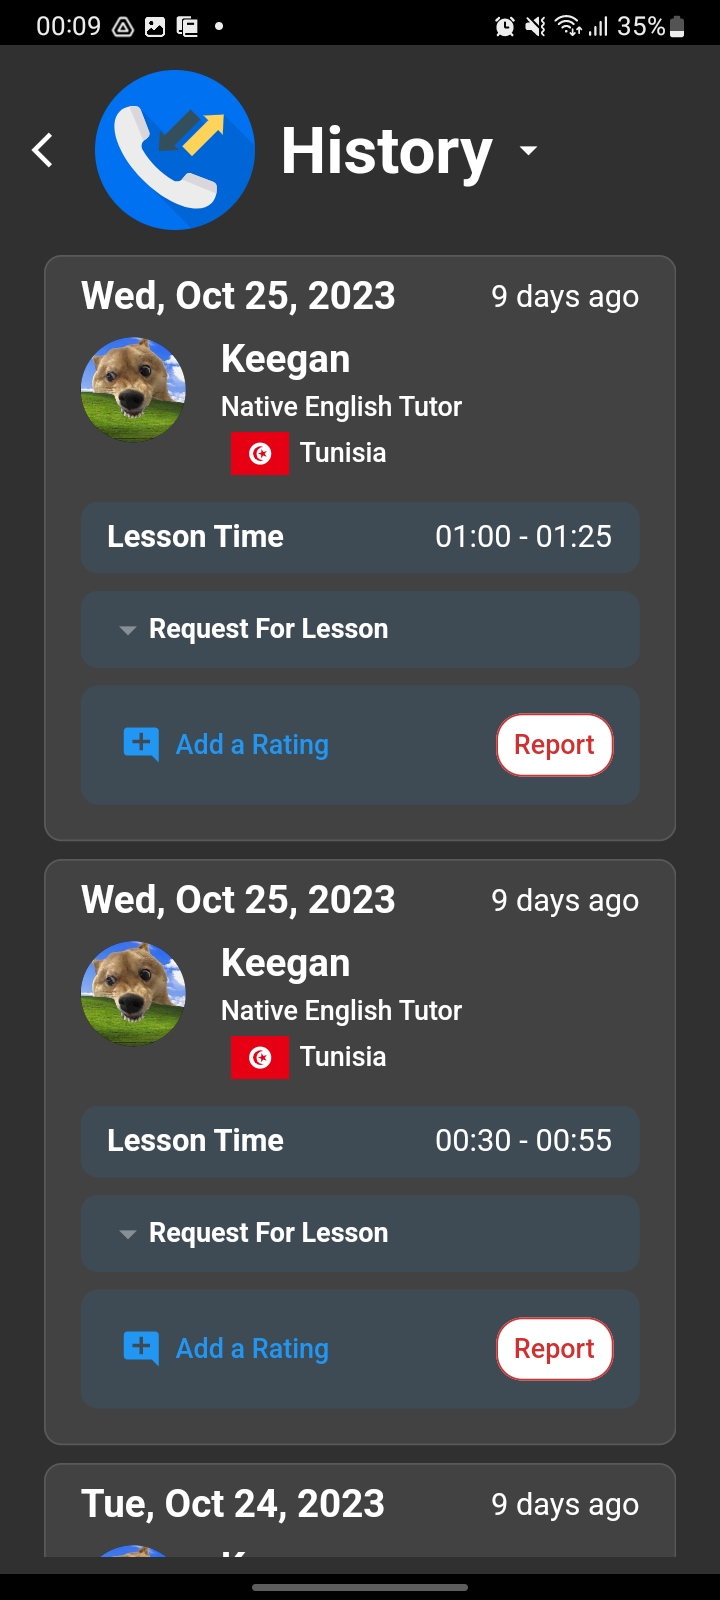 00:09
35%
History
Wed, Oct 25, 2023 9 days ago
Keegan
Native English Tutor
Tunisia
Lesson Time 01:00 - 01:25
Request For Lesson
Add a Rating Report
Wed, Oct 25, 2023 9 days ago
Keegan
Native English Tutor
Tunisia
Lesson Time 00:30 - 00:55
Request For Lesson
Add a Rating Report
Tue, Oct 24, 2023 9 days ago